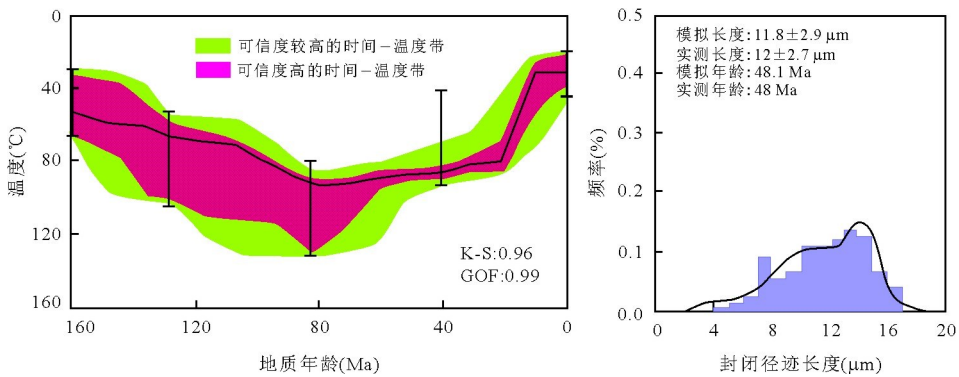 0
40
80
120
160
温度(℃)
可信度较高的时间–温度带
可信度高的时间–温度带
K-S:0.96
GOF:0.99
160
120
80
40
0
地质年龄(Ma)
0.5
0.4
0.3
0.2
0.1
0.0
频率(%)
模拟长度:11.8±2.9 μm
实测长度:12±2.7 μm
模拟年龄:48.1 Ma
实测年龄:48 Ma
0
4
8
12
16
20
封闭径迹长度(μm)